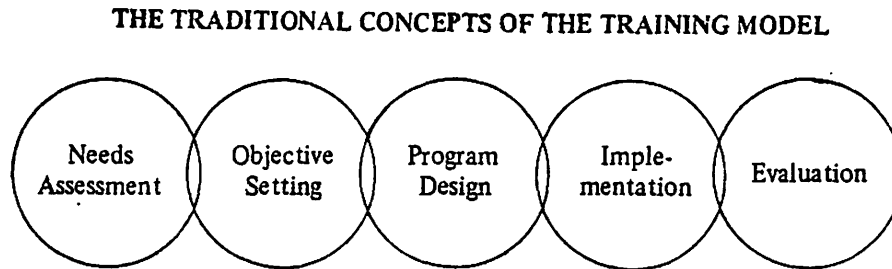 THE TRADITIONAL CONCEPTS OF THE TRAINING MODEL
Needs
Assessment
Objective
Setting
Program
Design
Imple-
mentation
Evaluation